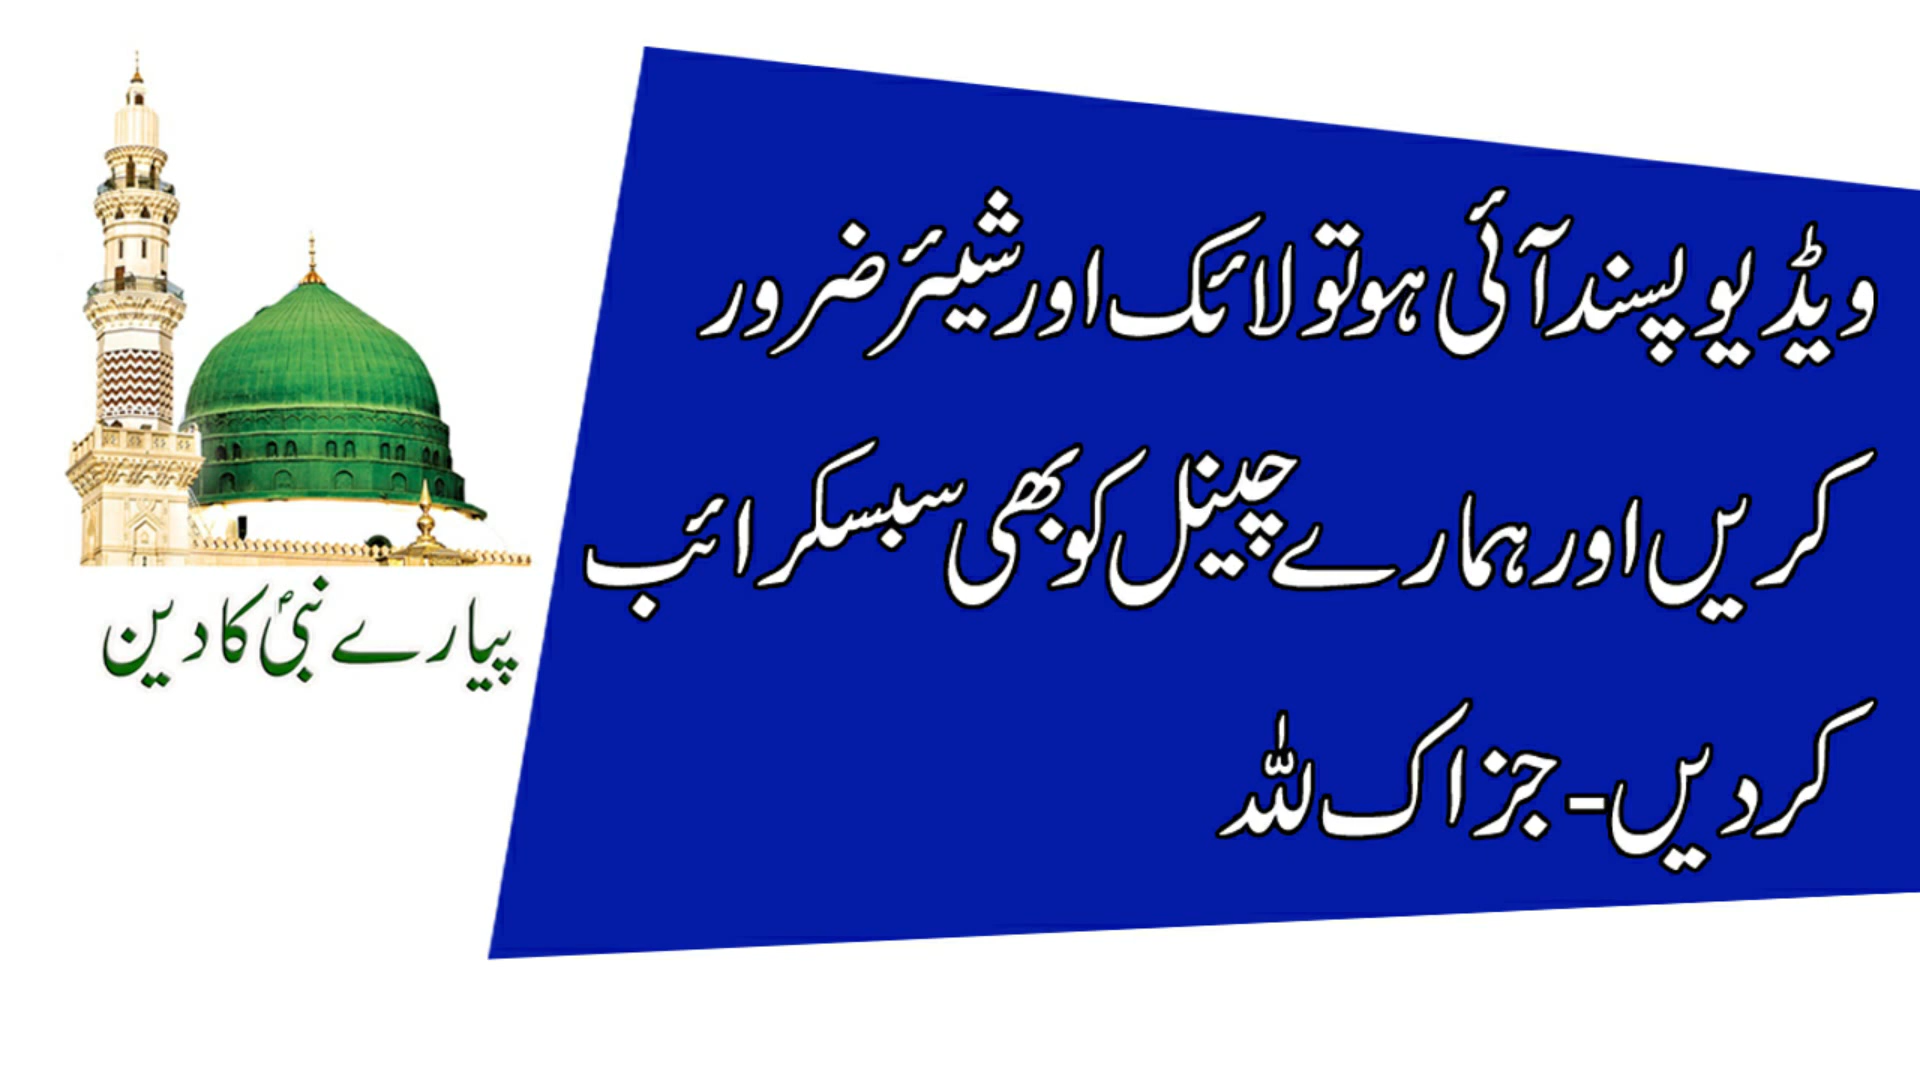 ویڈیو پسند آئی ہو تو لائک اور شیئر ضرور
کریں اور ہمارے چینل کو بھی سبسکرائب
کردیں - جزاک للہ
پیارے نبیؐ کا دین